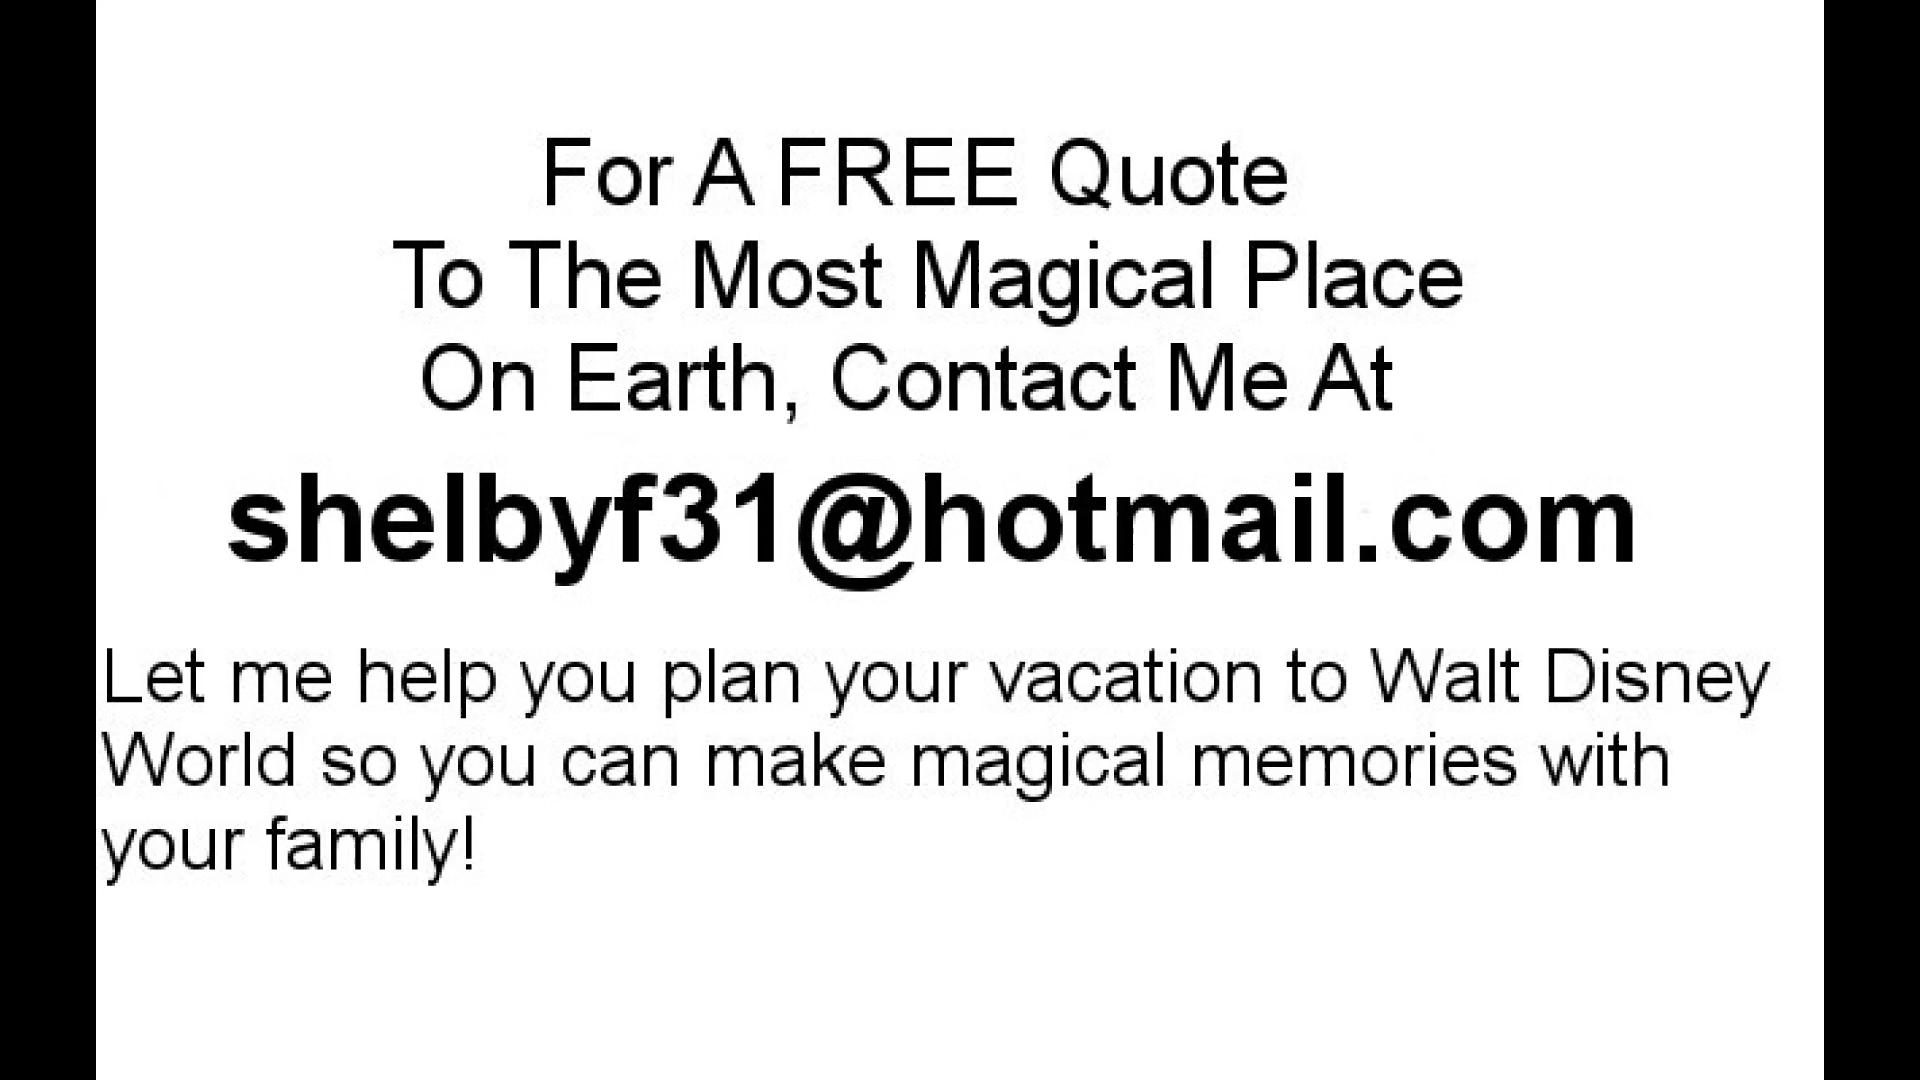 For A FREE Quote
To The Most Magical Place
On Earth, Contact Me At
shelbyf31@hotmail.com
Let me help you plan your vacation to Walt Disney
World so you can make magical memories with
your family!